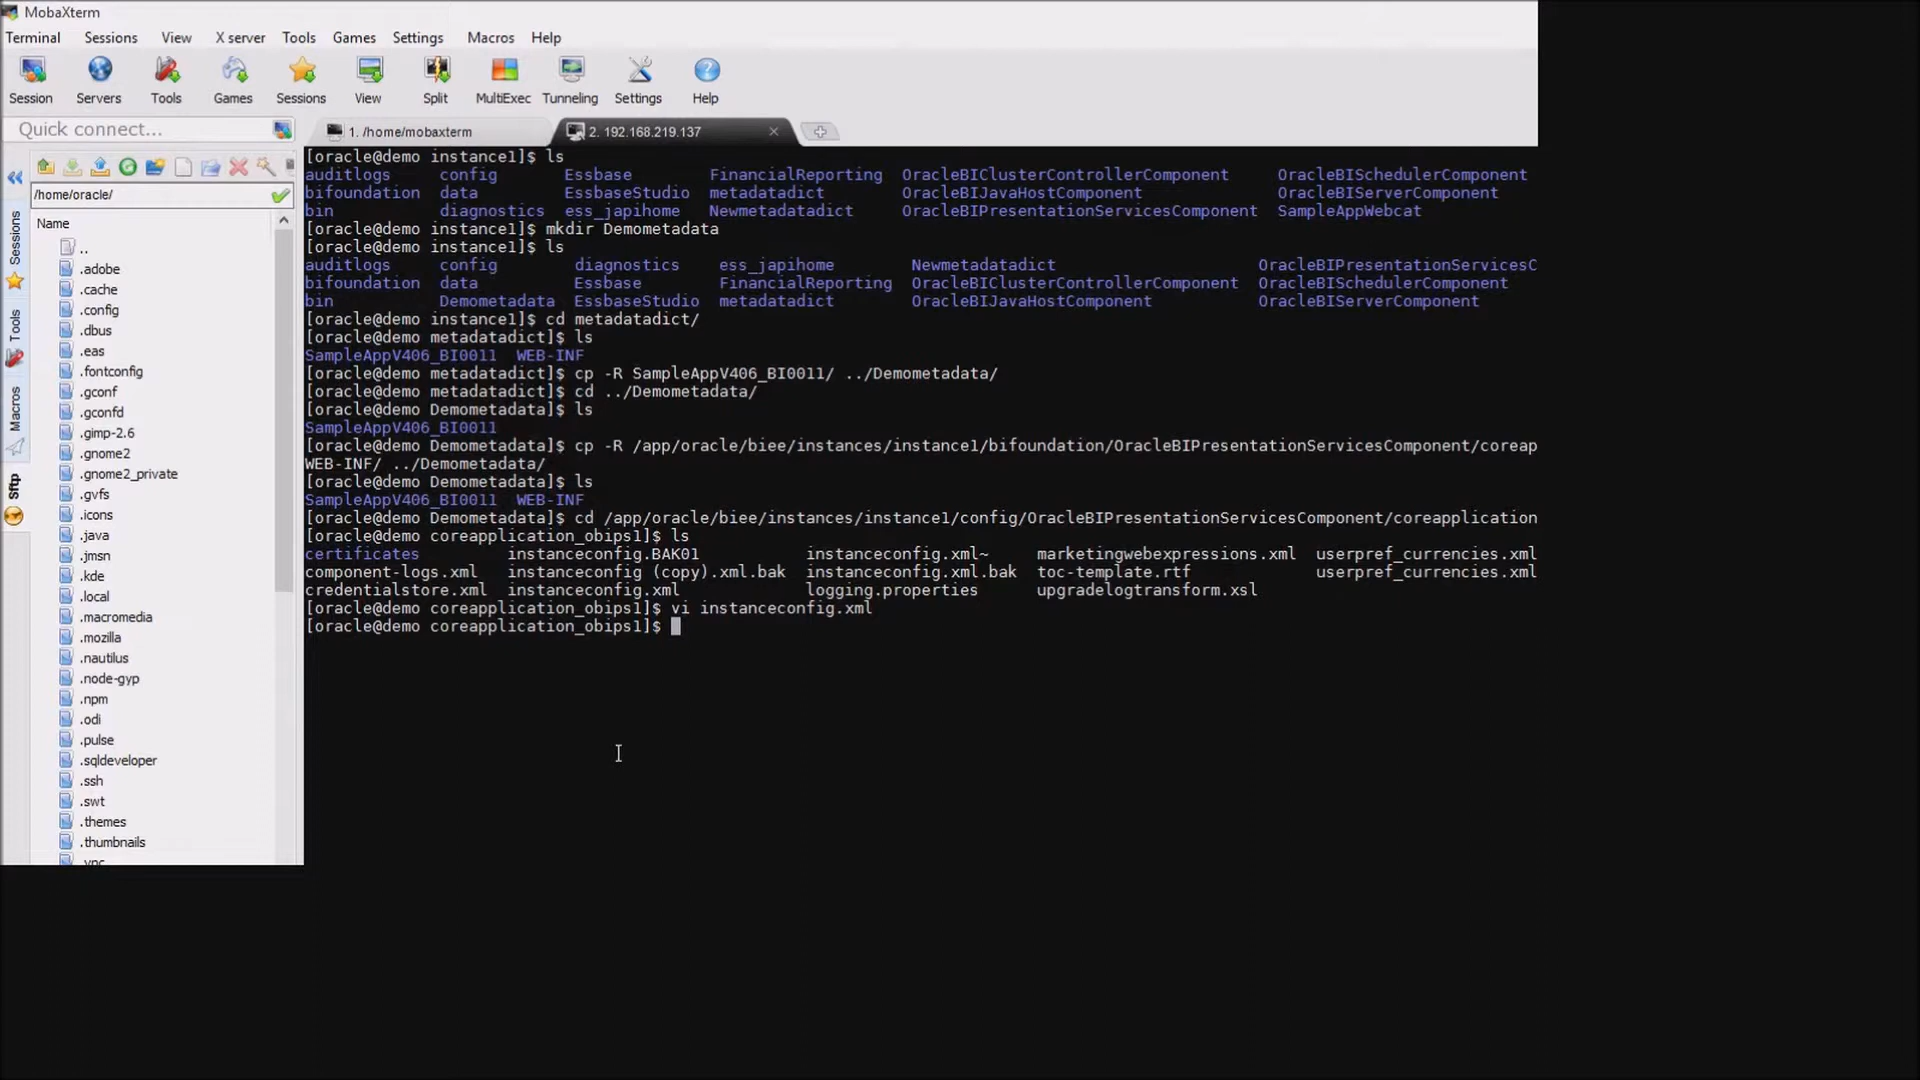 MobaXterm
Terminal Sessions View X server Tools Games Settings Macros Help
Session Servers Tools Games Sessions View Split MultiExec Tunneling Settings Help
Quick connect...
1. /home/mobaxterm
2. 192.168.219.137
/home/oracle/
Name
..
.adobe
.cache
.config
.dbus
.eas
.fontconfig
.gconf
.gconfd
.gimp-2.6
.gnome2
.gnome2_private
.gvfs
.icons
.java
.jmsn
.kde
.local
.macromedia
.mozilla
.nautilus
.node-gyp
.npm
.odi
.pulse
.sqldeveloper
.ssh
.swt
.themes
.thumbnails
.vnc
Sessions
Tools
Macros
Sftp
[oracle@demo instance1]$ ls
auditlogs config Essbase FinancialReporting OracleBIClusterControllerComponent OracleBISchedulerComponent
bifoundation data EssbaseStudio metadatadict OracleBIJavaHostComponent OracleBIServerComponent
bin diagnostics ess_japihome Newmetadatadict OracleBIPresentationServicesComponent SampleAppWebcat
[oracle@demo instance1]$ mkdir Demometadata
[oracle@demo instance1]$ ls
auditlogs config diagnostics ess_japihome Newmetadatadict OracleBIPresentationServicesC
bifoundation data Essbase FinancialReporting OracleBIClusterControllerComponent OracleBISchedulerComponent
bin Demometadata EssbaseStudio metadatadict OracleBIJavaHostComponent OracleBIServerComponent
[oracle@demo instance1]$ cd metadatadict/
[oracle@demo metadatadict]$ ls
SampleAppV406_BI0011 WEB-INF
[oracle@demo metadatadict]$ cp -R SampleAppV406_BI0011/ ../Demometadata/
[oracle@demo metadatadict]$ cd ../Demometadata/
[oracle@demo Demometadata]$ ls
SampleAppV406_BI0011
[oracle@demo Demometadata]$ cp -R /app/oracle/biee/instances/instance1/bifoundation/OracleBIPresentationServicesComponent/coreap
WEB-INF/ ../Demometadata/
[oracle@demo Demometadata]$ ls
SampleAppV406_BI0011 WEB-INF
[oracle@demo Demometadata]$ cd /app/oracle/biee/instances/instance1/config/OracleBIPresentationServicesComponent/coreapplication
[oracle@demo coreapplication_obips1]$ ls
certificates instanceconfig.BAK01 instanceconfig.xml~ marketingwebexpressions.xml userpref_currencies.xml
component-logs.xml instanceconfig (copy).xml.bak instanceconfig.xml.bak toc-template.rtf userpref_currencies.xml
credentialstore.xml instanceconfig.xml logging.properties upgradelogtransform.xsl
[oracle@demo coreapplication_obips1]$ vi instanceconfig.xml
[oracle@demo coreapplication_obips1]$